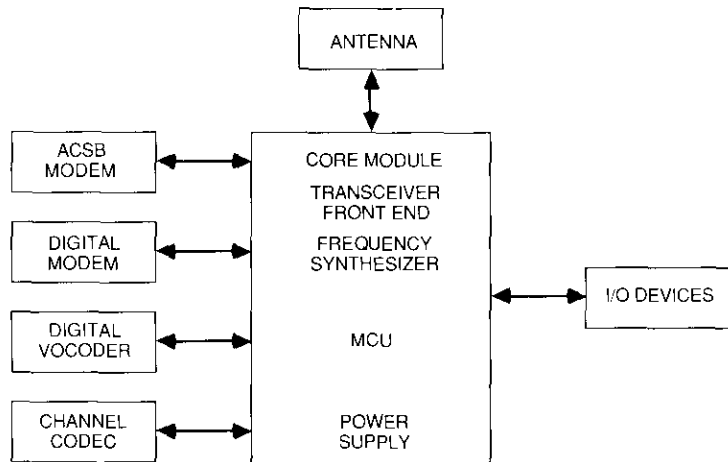 ANTENNA
ACSB
MODEM
DIGITAL
MODEM
DIGITAL
VOCODER
CHANNEL
CODEC
CORE MODULE
TRANSCEIVER
FRONT END
FREQUENCY
SYNTHESIZER
MCU
POWER
SUPPLY
I/O DEVICES